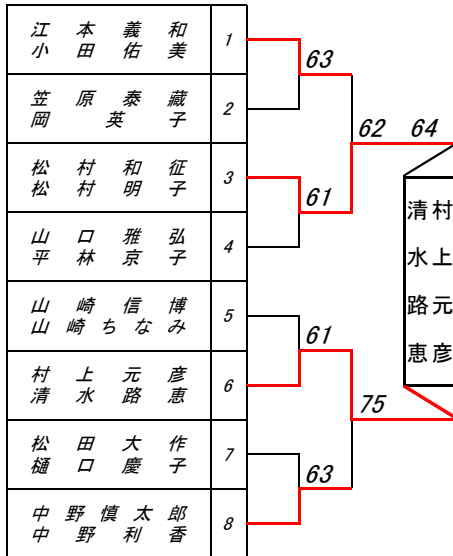 江本義和
小田佑美
1
63
笠原泰藏
岡英子
2
62 64
松村和征
松村明子
3
61
山口雅弘
平林京子
4
村上元彦
清水路恵
山崎信博
山崎ちなみ
5
61
村上元彦
清水路恵
6
75
松田大作
樋口慶子
7
63
中野慎太郎
中野利香
8